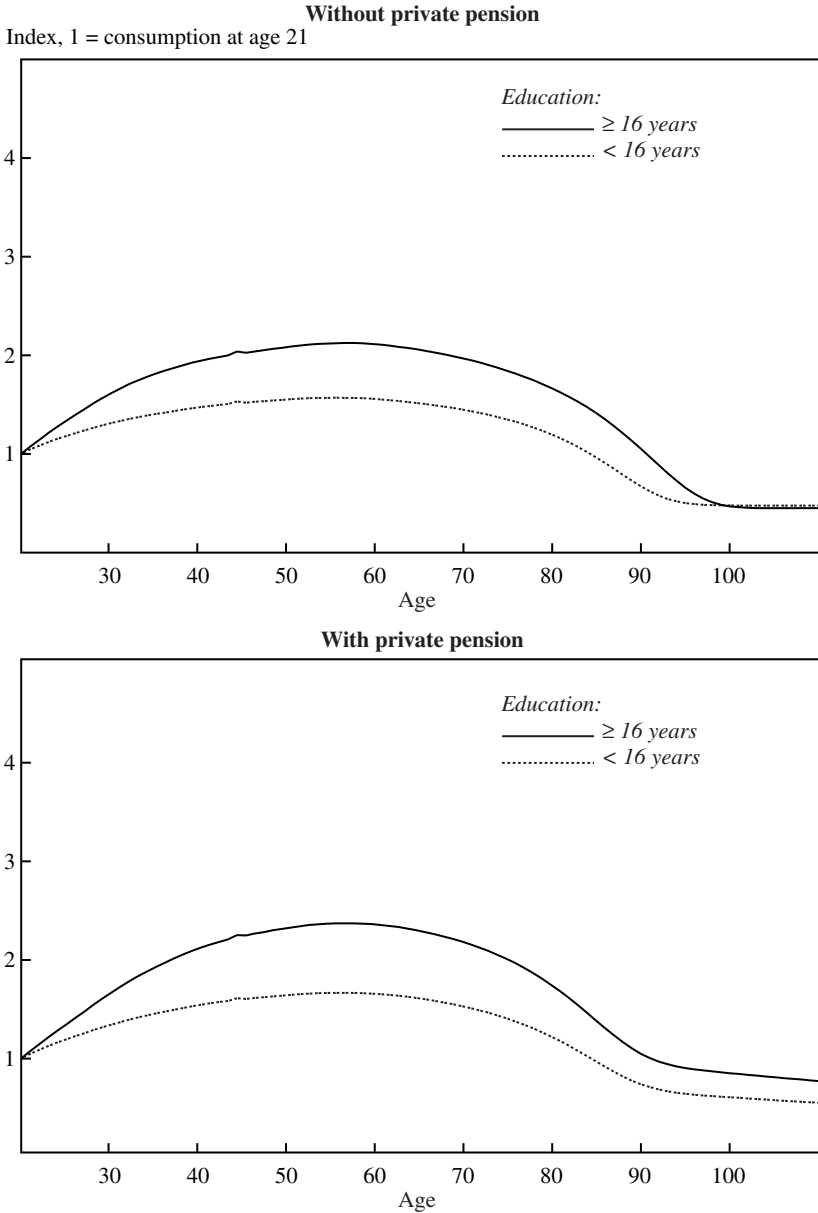 Without private pension
Index, 1 = consumption at age 21
Education:
≥ 16 years
< 16 years
4
3
2
1
30 40 50 60 70 80 90 100
Age
With private pension
Education:
≥ 16 years
< 16 years
4
3
2
1
30 40 50 60 70 80 90 100
Age